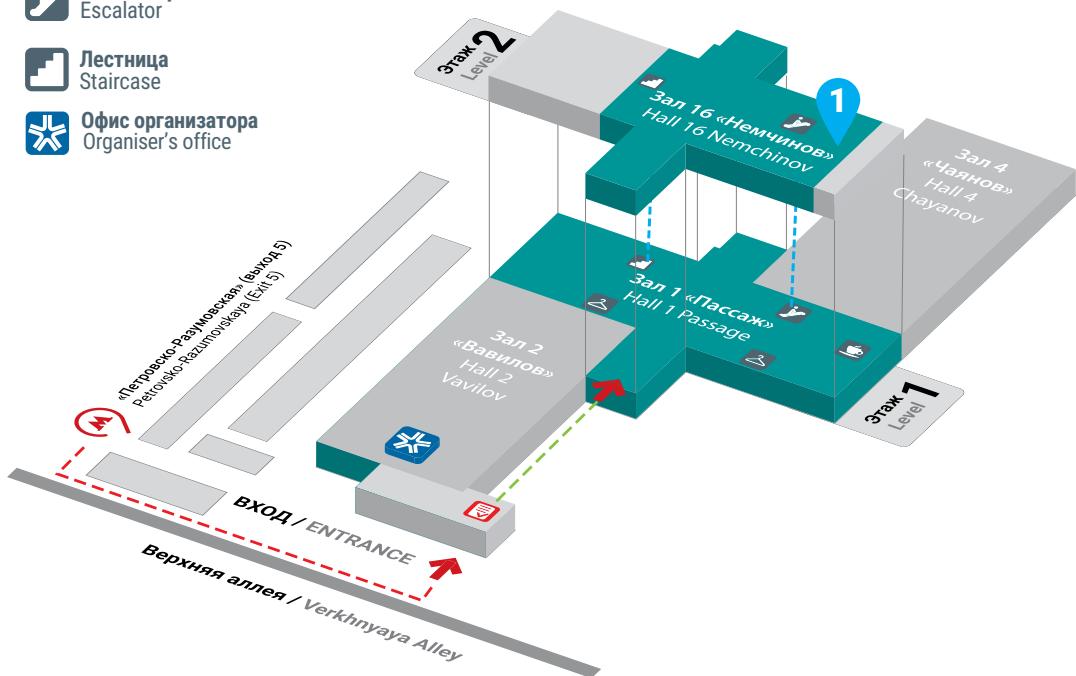 Escalator
Лестница
Staircase
Офис организатора
Organiser's office
Этаж 2
Level
Зал 16 «Немчинов»
Hall 16 Nemchinov
1
Зал 4
«Чаянов»
Hall 4
Chayanov
«Петровско-Разумовская» (выход 5)
Petrovsko-Razumovskaya (Exit 5)
Зал 1 «Пассаж»
Hall 1 Passage
Зал 2
«Вавилов»
Hall 2
Vavilov
Этаж 1
Level
ВХОД / ENTRANCE
Верхняя аллея / Verkhnyaya Alley